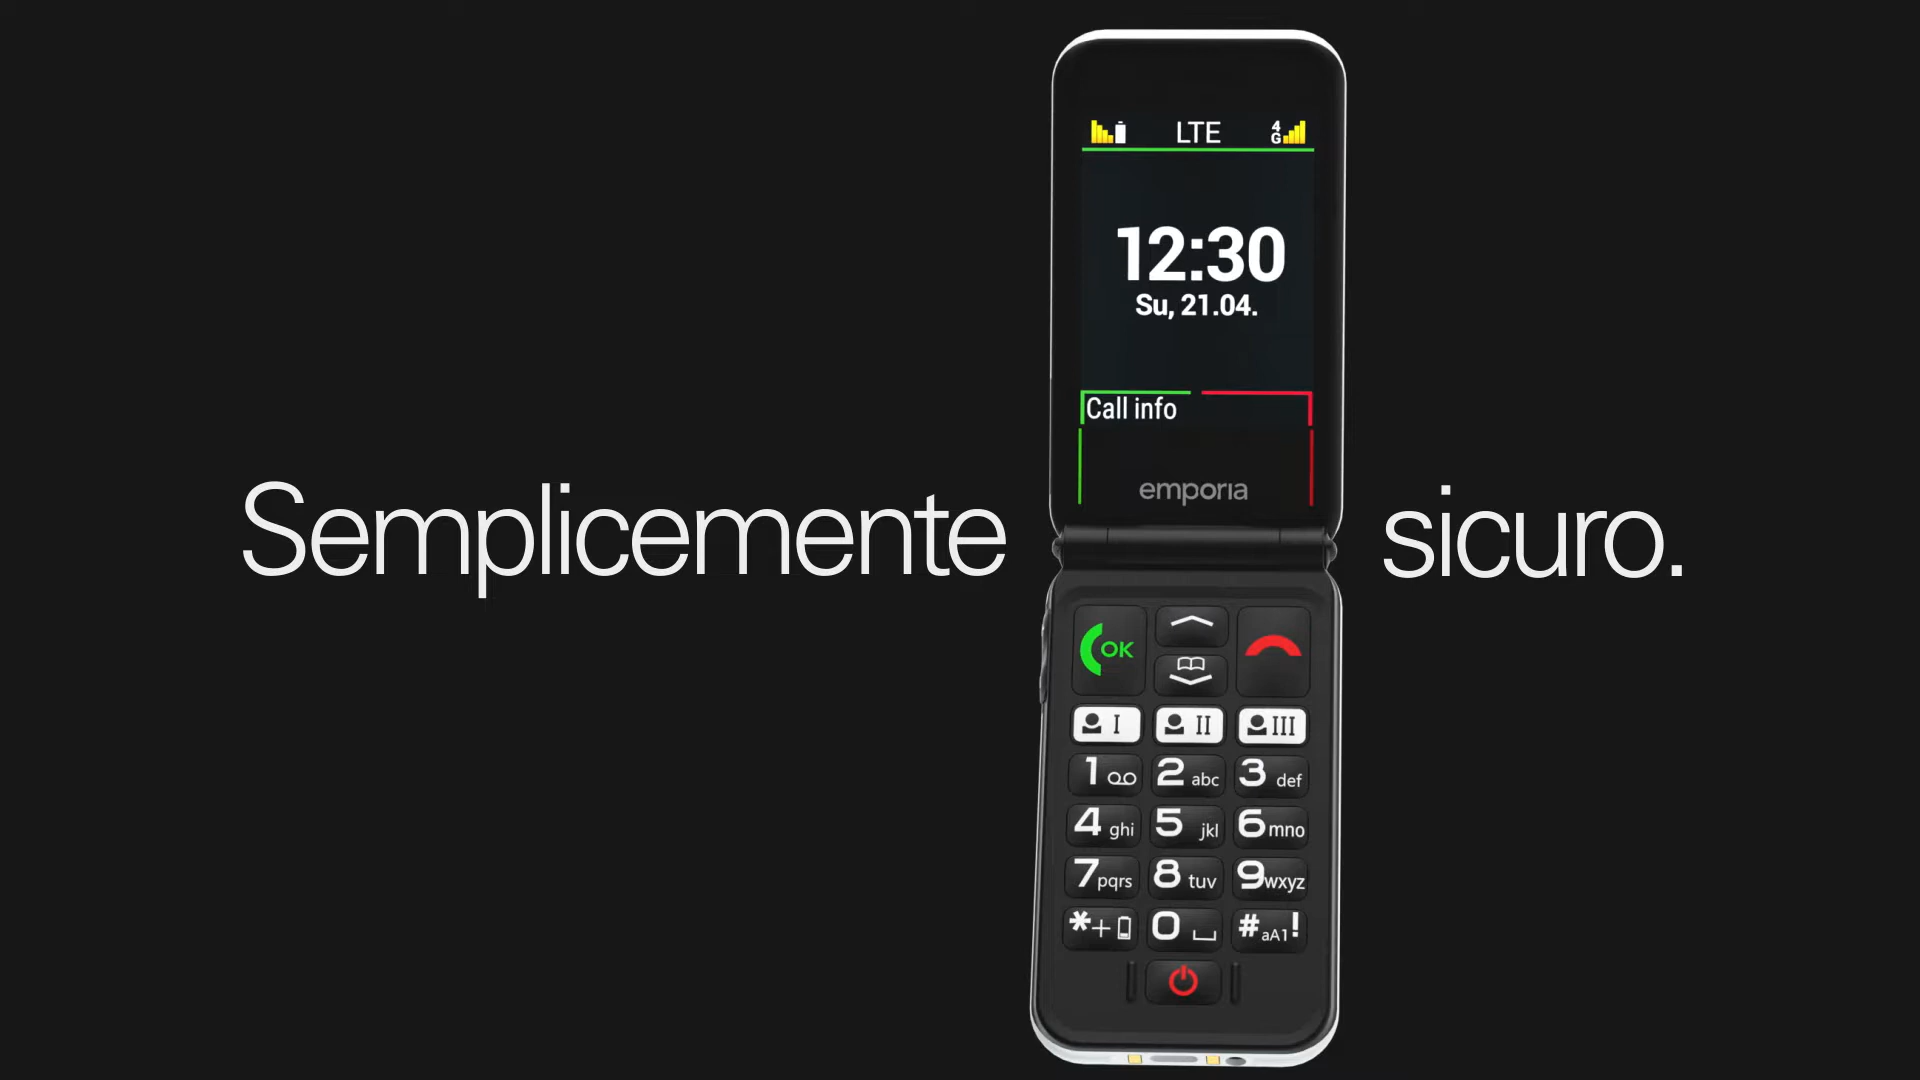 LTE
4G
12:30
Su, 21.04.
Call info
emporia
Semplicemente sicuro.
OK
I II III
1 2 abc 3 def
4 ghi 5 jkl 6 mno
7 pqrs 8 tuv 9 wxyz
*+ 0 # aA1!